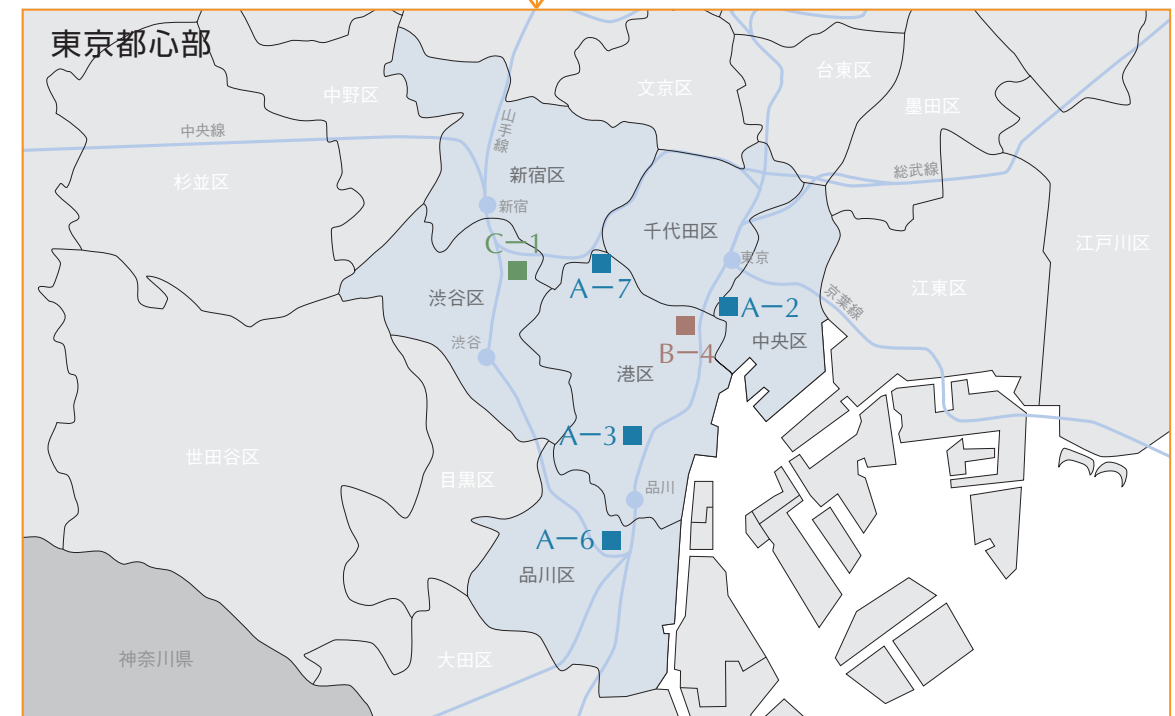 東京都心部
中野区
文京区
台東区
墨田区
中央線
山手線
杉並区
新宿区
総武線
新宿
千代田区
江戸川区
C－1
東京
A－7
江東区
渋谷区
京葉線
A－2
中央区
渋谷
B－4
港区
A－3
世田谷区
目黒区
品川
A－6
品川区
神奈川県
大田区